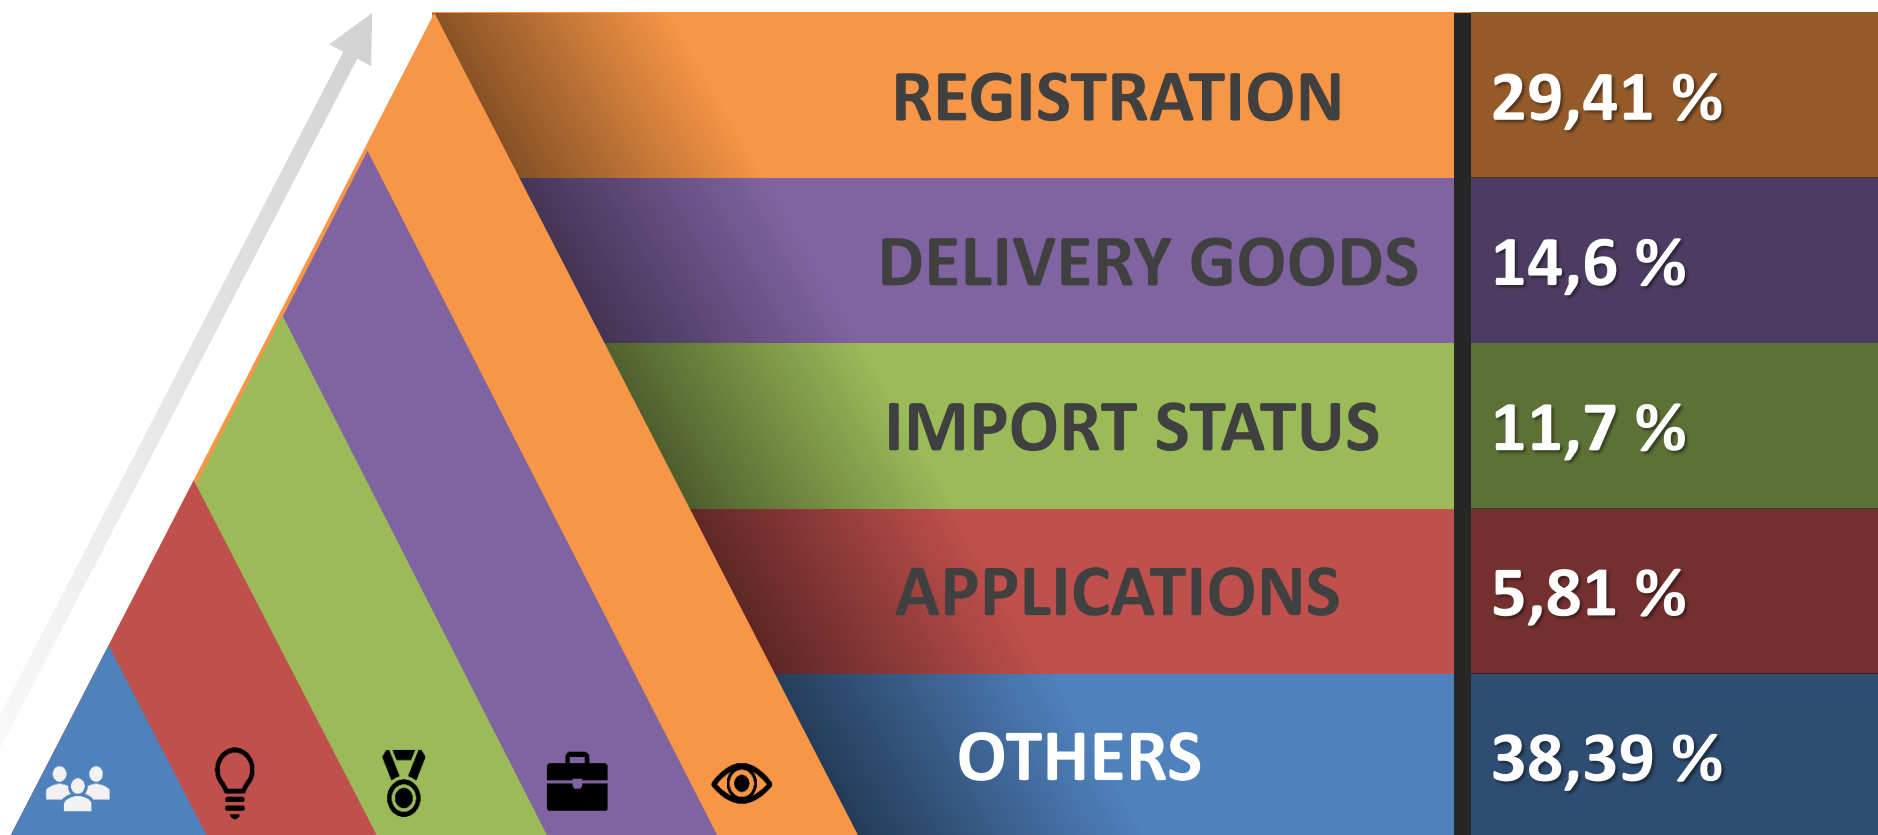 REGISTRATION 29,41 %
DELIVERY GOODS 14,6 %
IMPORT STATUS 11,7 %
APPLICATIONS 5,81 %
OTHERS 38,39 %